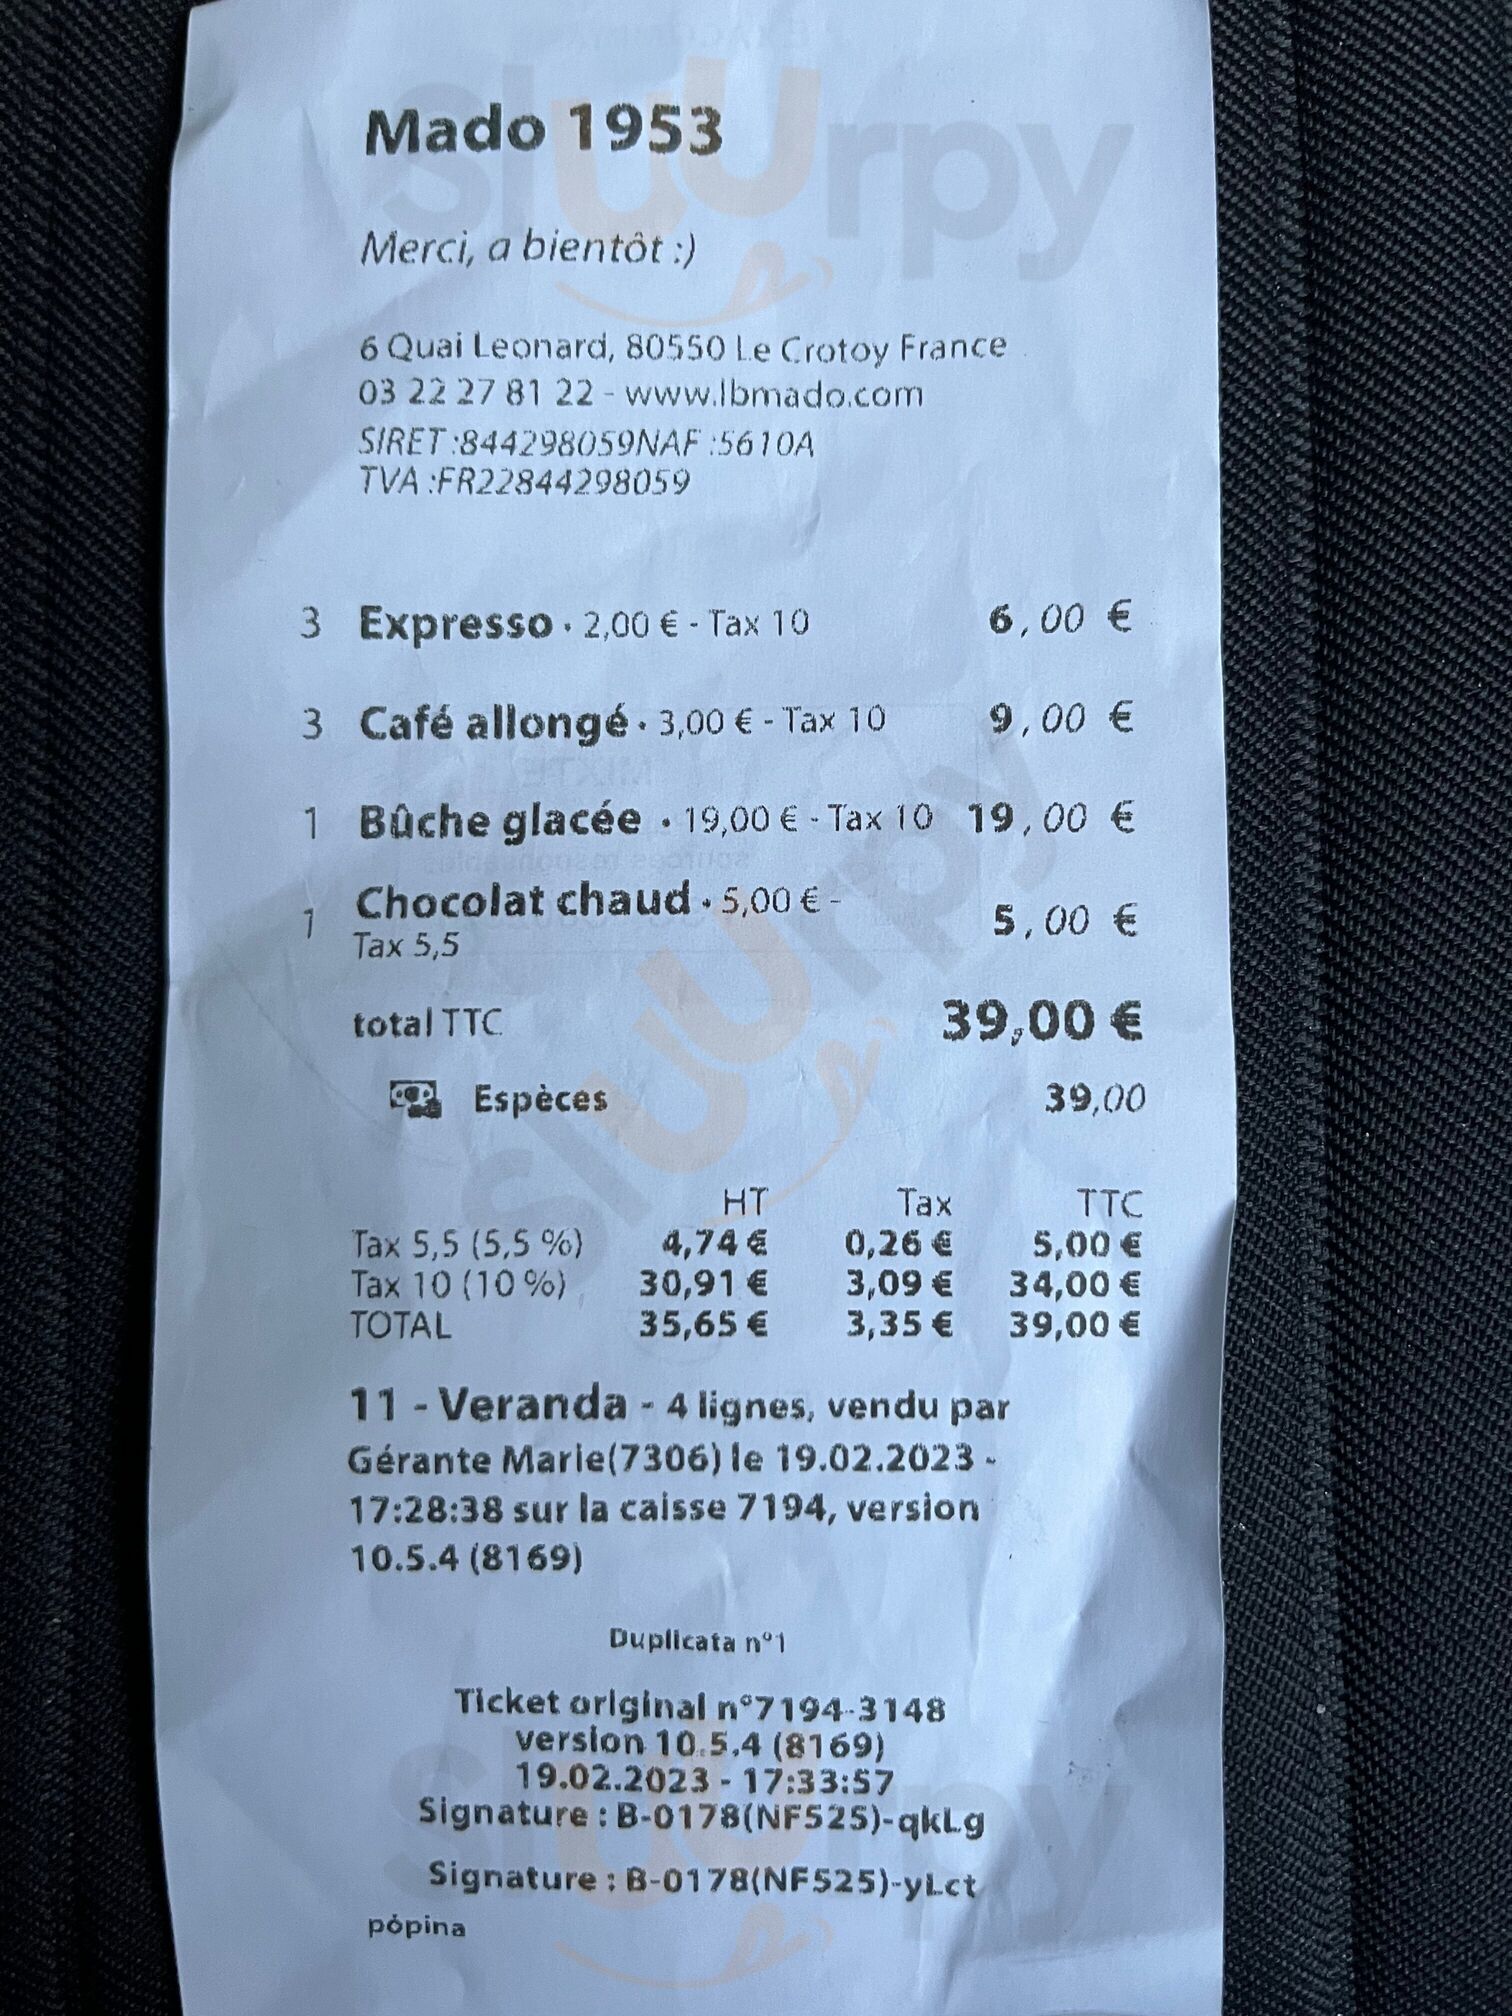 Mado 1953
Merci, a bientôt :)
6 Quai Leonard, 80550 Le Crotoy France
03 22 27 81 22 - www.lbmado.com
SIRET :844298059NAF :5610A
TVA :FR22844298059
3 Expresso · 2,00 € - Tax 10 6,00 €
3 Café allongé · 3,00 € - Tax 10 9,00 €
1 Bûche glacée · 19,00 € - Tax 10 19,00 €
1 Chocolat chaud · 5,00 € - 5,00 €
Tax 5,5
total TTC 39,00 €
Espèces 39,00
HT Tax TTC
Tax 5,5 (5,5 %) 4,74 € 0,26 € 5,00 €
Tax 10 (10 %) 30,91 € 3,09 € 34,00 €
TOTAL 35,65 € 3,35 € 39,00 €
11 - Veranda - 4 lignes, vendu par
Gérante Marie(7306) le 19.02.2023 -
17:28:38 sur la caisse 7194, version
10.5.4 (8169)
Duplicata n°1
Ticket original n°7194-3148
version 10.5.4 (8169)
19.02.2023 - 17:33:57
Signature : B-0178(NF525)-qkLg
Signature : B-0178(NF525)-yLct
pópina
sluurpy
sluurpy
sluurpy